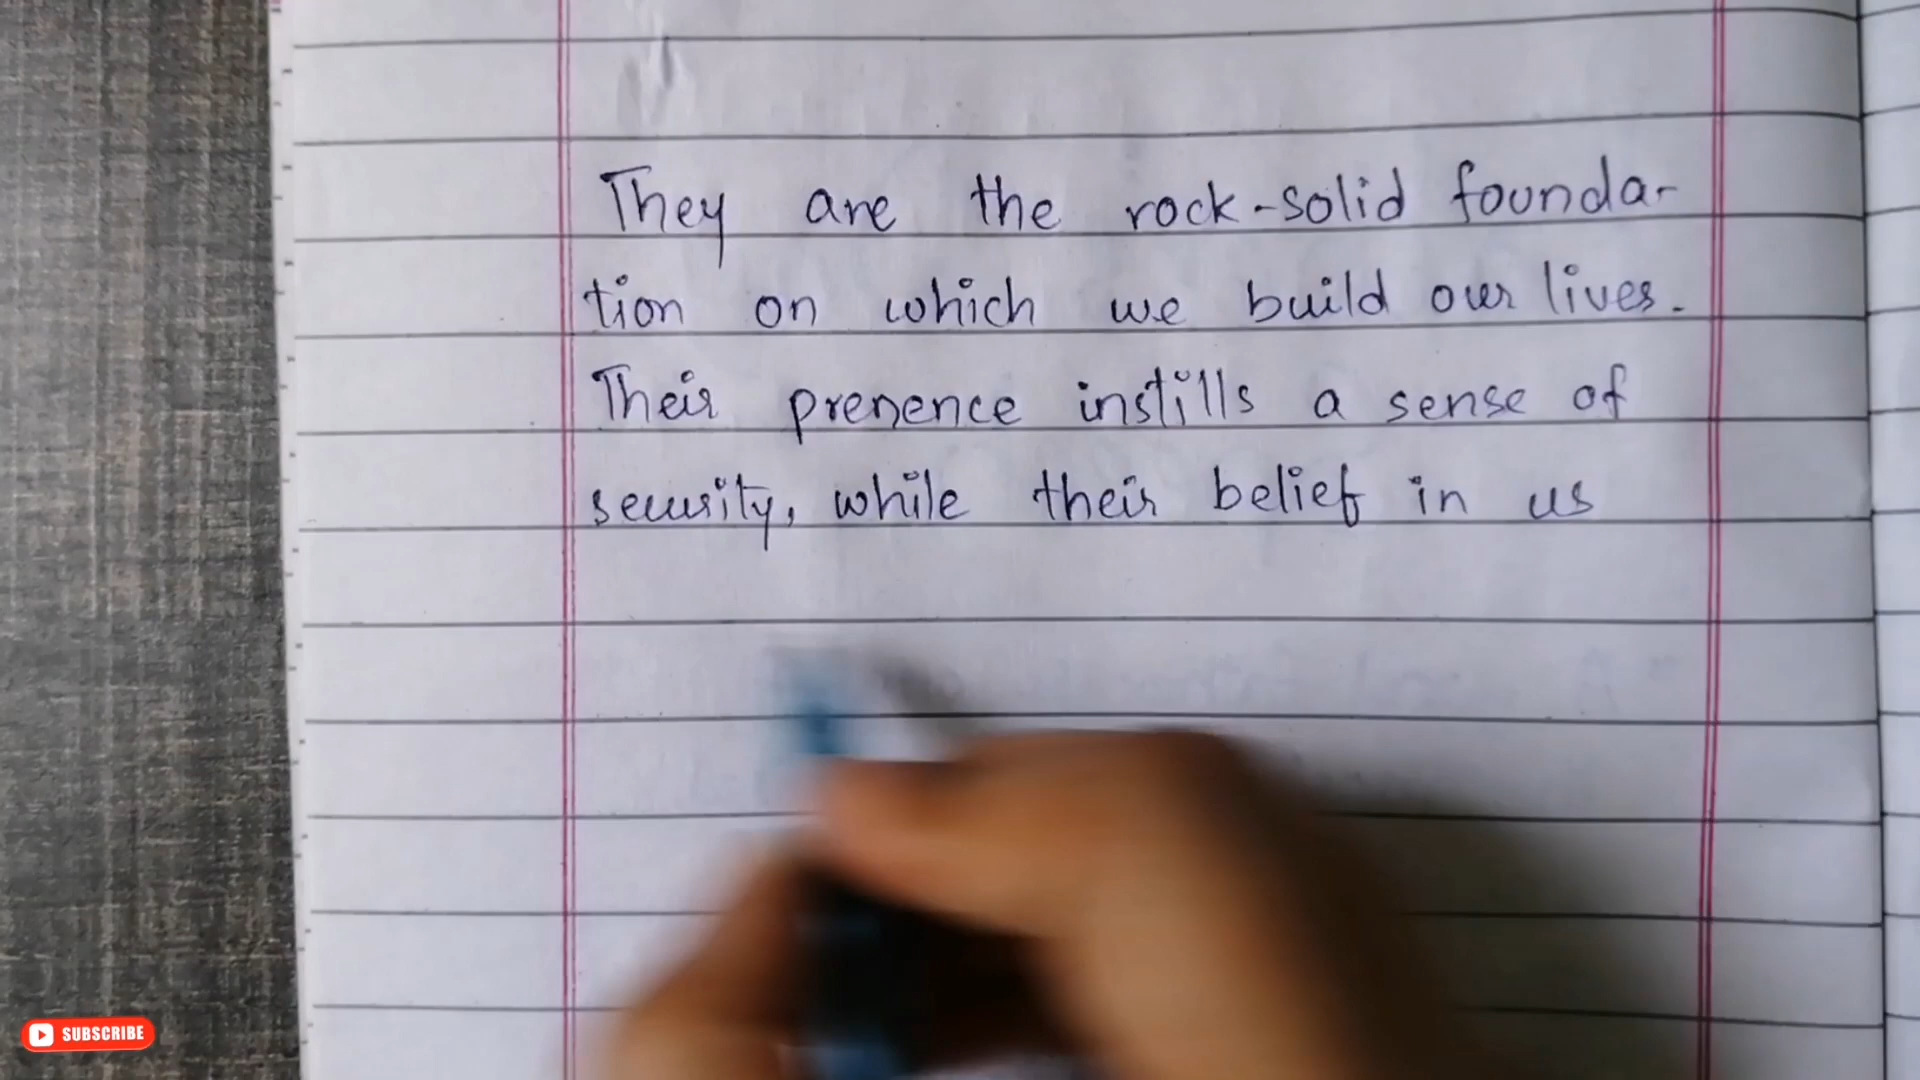 They are the rock-solid founda-
tion on which we build our lives.
Their presence instills a sense of
security, while their belief in us
SUBSCRIBE